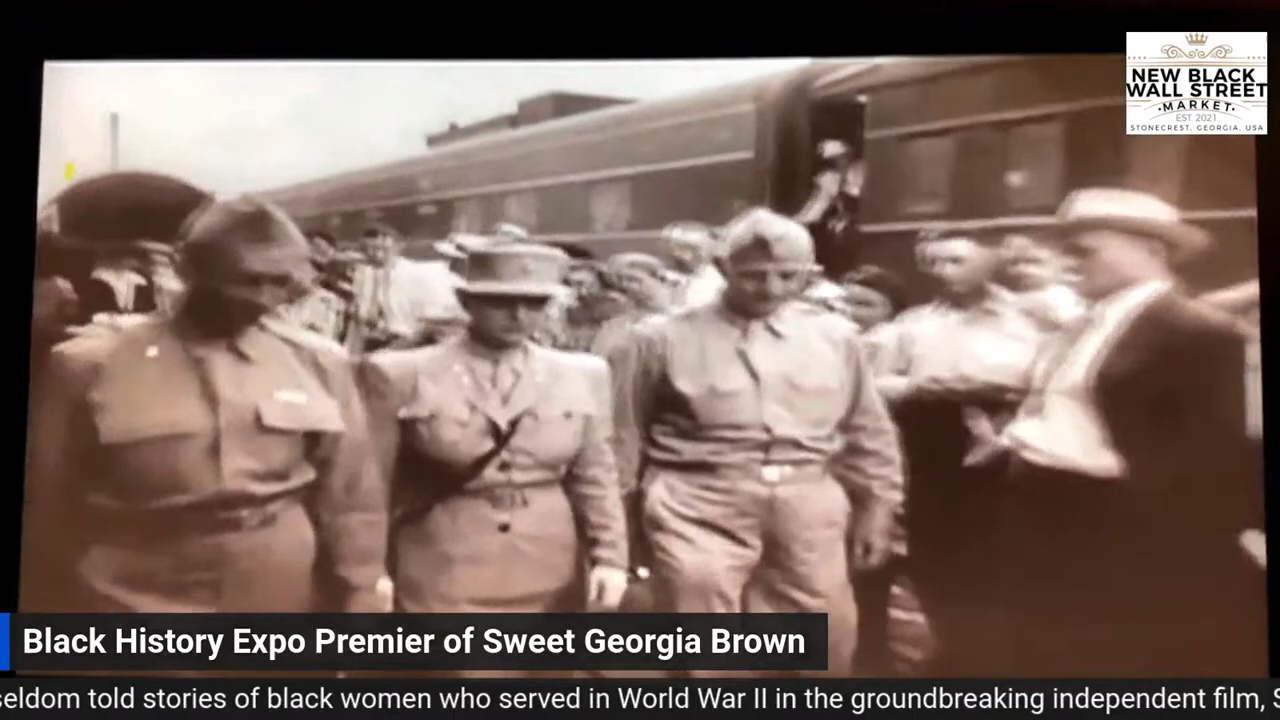 NEW BLACK
WALL STREET
MARKET
EST. 2021
STONECREST, GEORGIA, USA
Black History Expo Premier of Sweet Georgia Brown
seldom told stories of black women who served in World War II in the groundbreaking independent film, S